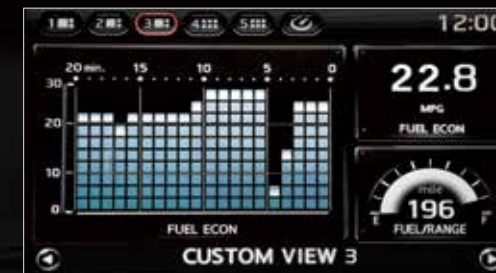 1 2 3 4 5 12:00
20 min. 15 10 5 0
30
20
10
0
FUEL ECON
22.8
MPG
FUEL ECON
mile
196
E F
FUEL/RANGE
CUSTOM VIEW 3